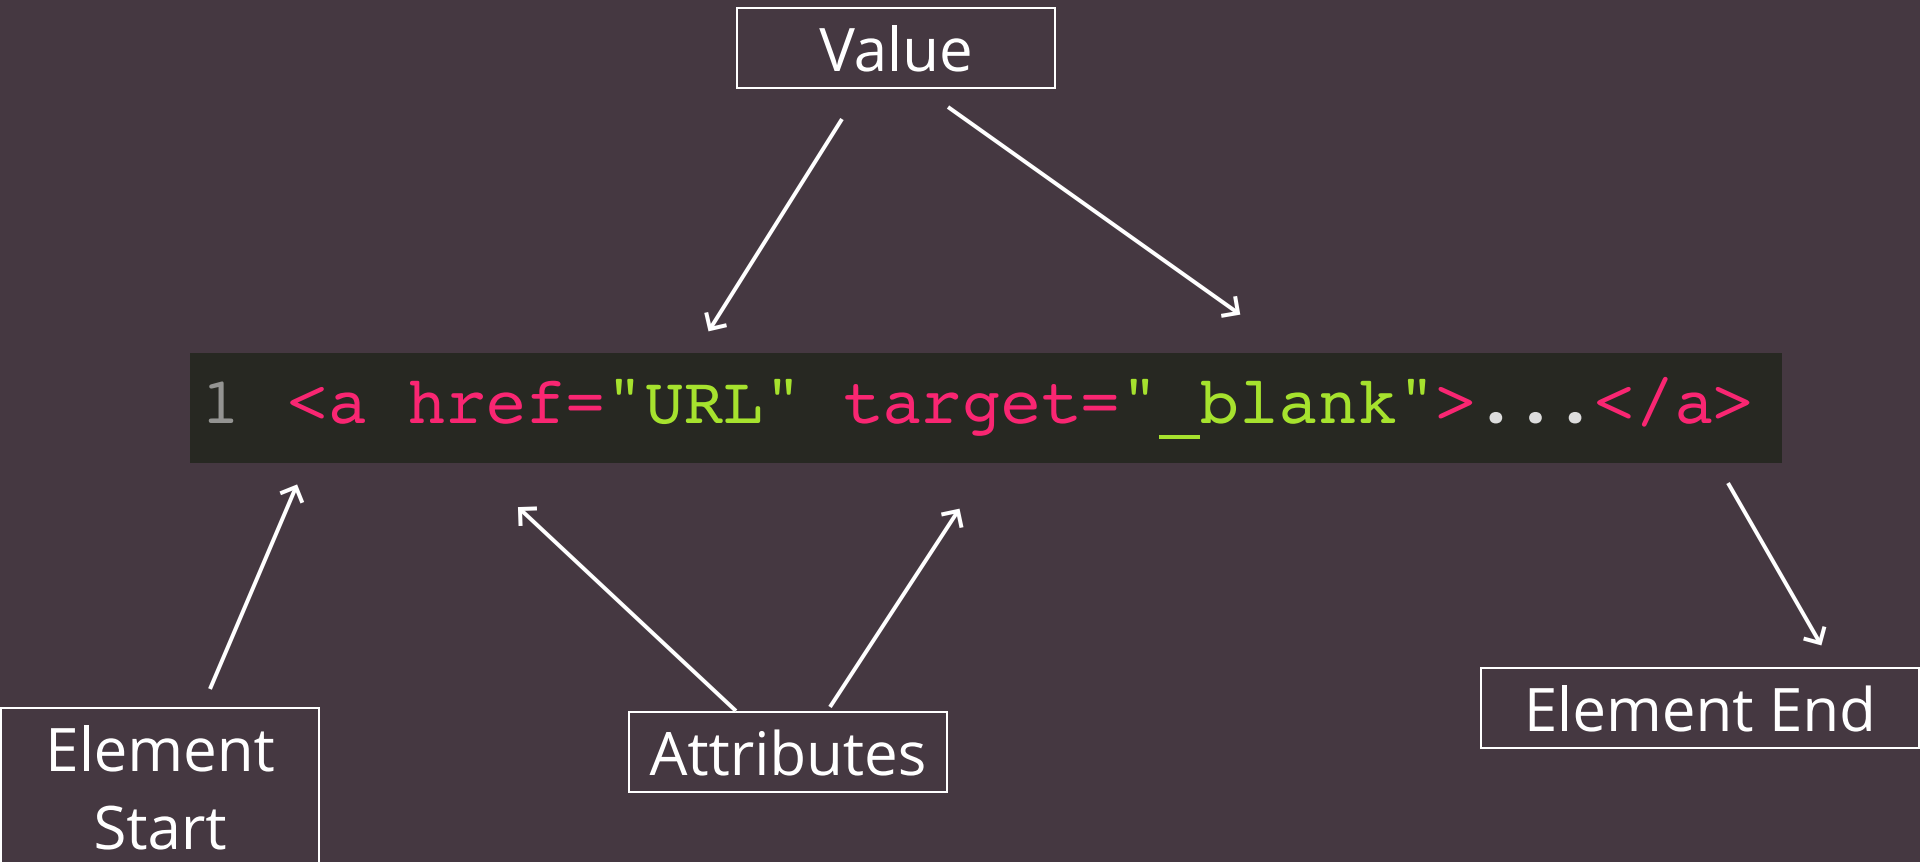 Value
1 <a href="URL" target="_blank">...</a>
Element
Start
Attributes
Element End